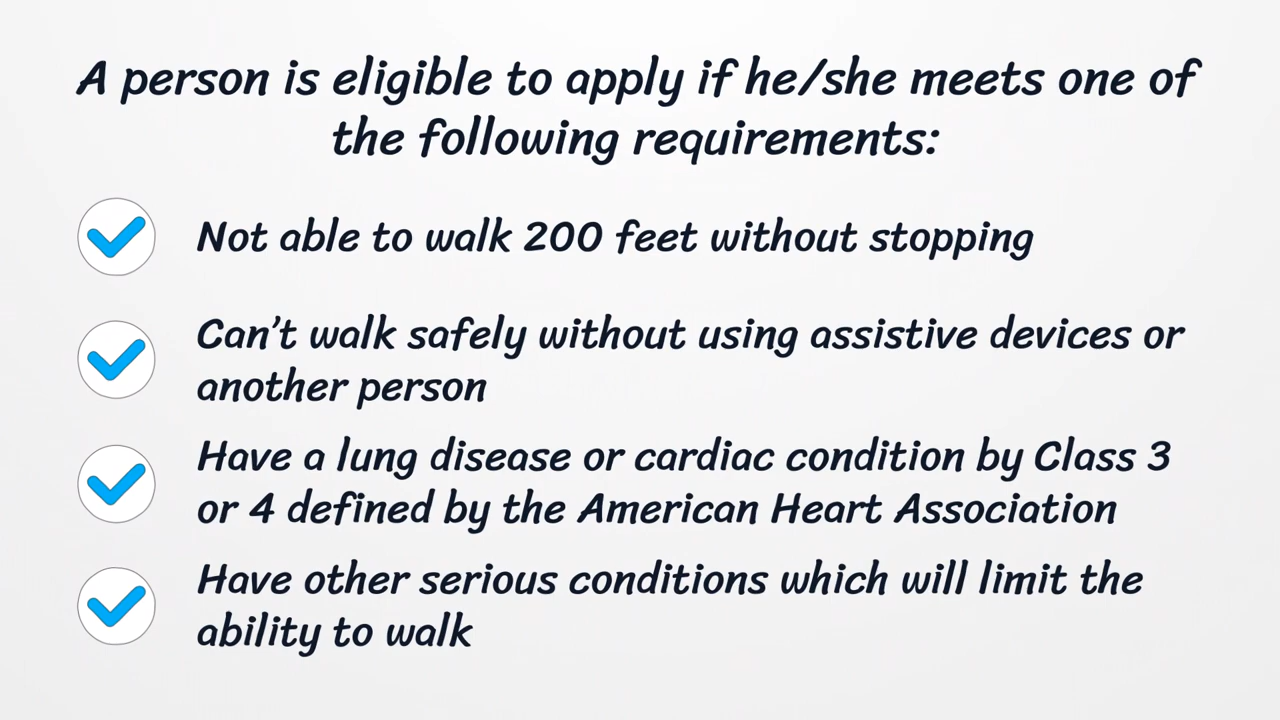 A person is eligible to apply if he/she meets one of
the following requirements:
Not able to walk 200 feet without stopping
Can't walk safely without using assistive devices or
another person
Have a lung disease or cardiac condition by Class 3
or 4 defined by the American Heart Association
Have other serious conditions which will limit the
ability to walk